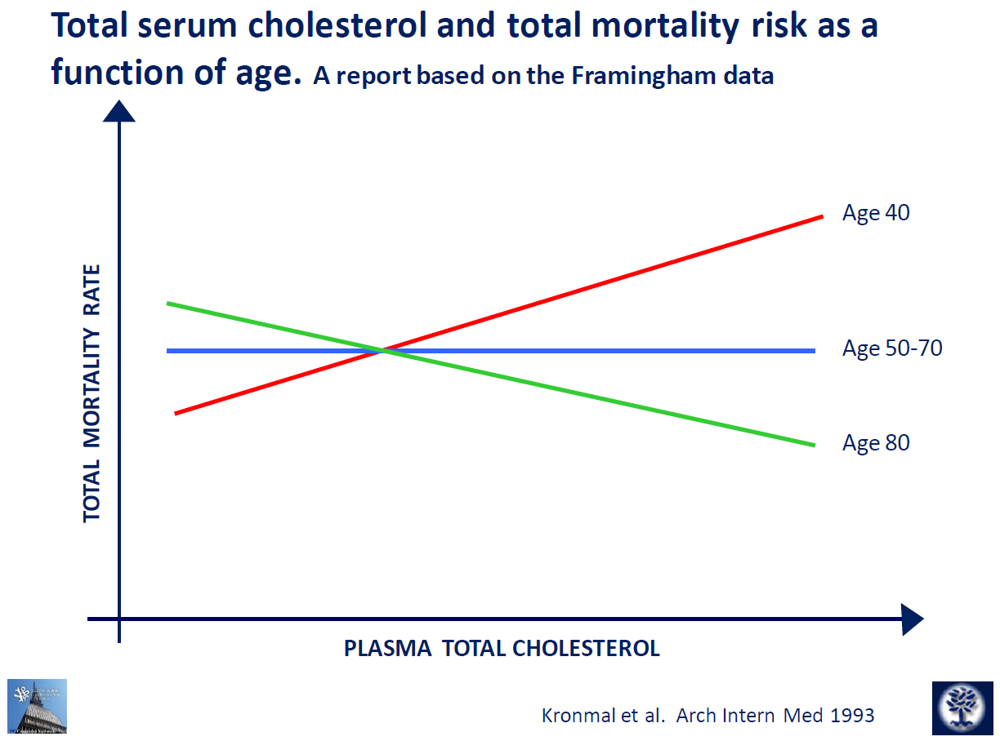 Total serum cholesterol and total mortality risk as a
function of age. A report based on the Framingham data
Age 40
Age 50-70
Age 80
TOTAL MORTALITY RATE
PLASMA TOTAL CHOLESTEROL
Kronmal et al. Arch Intern Med 1993